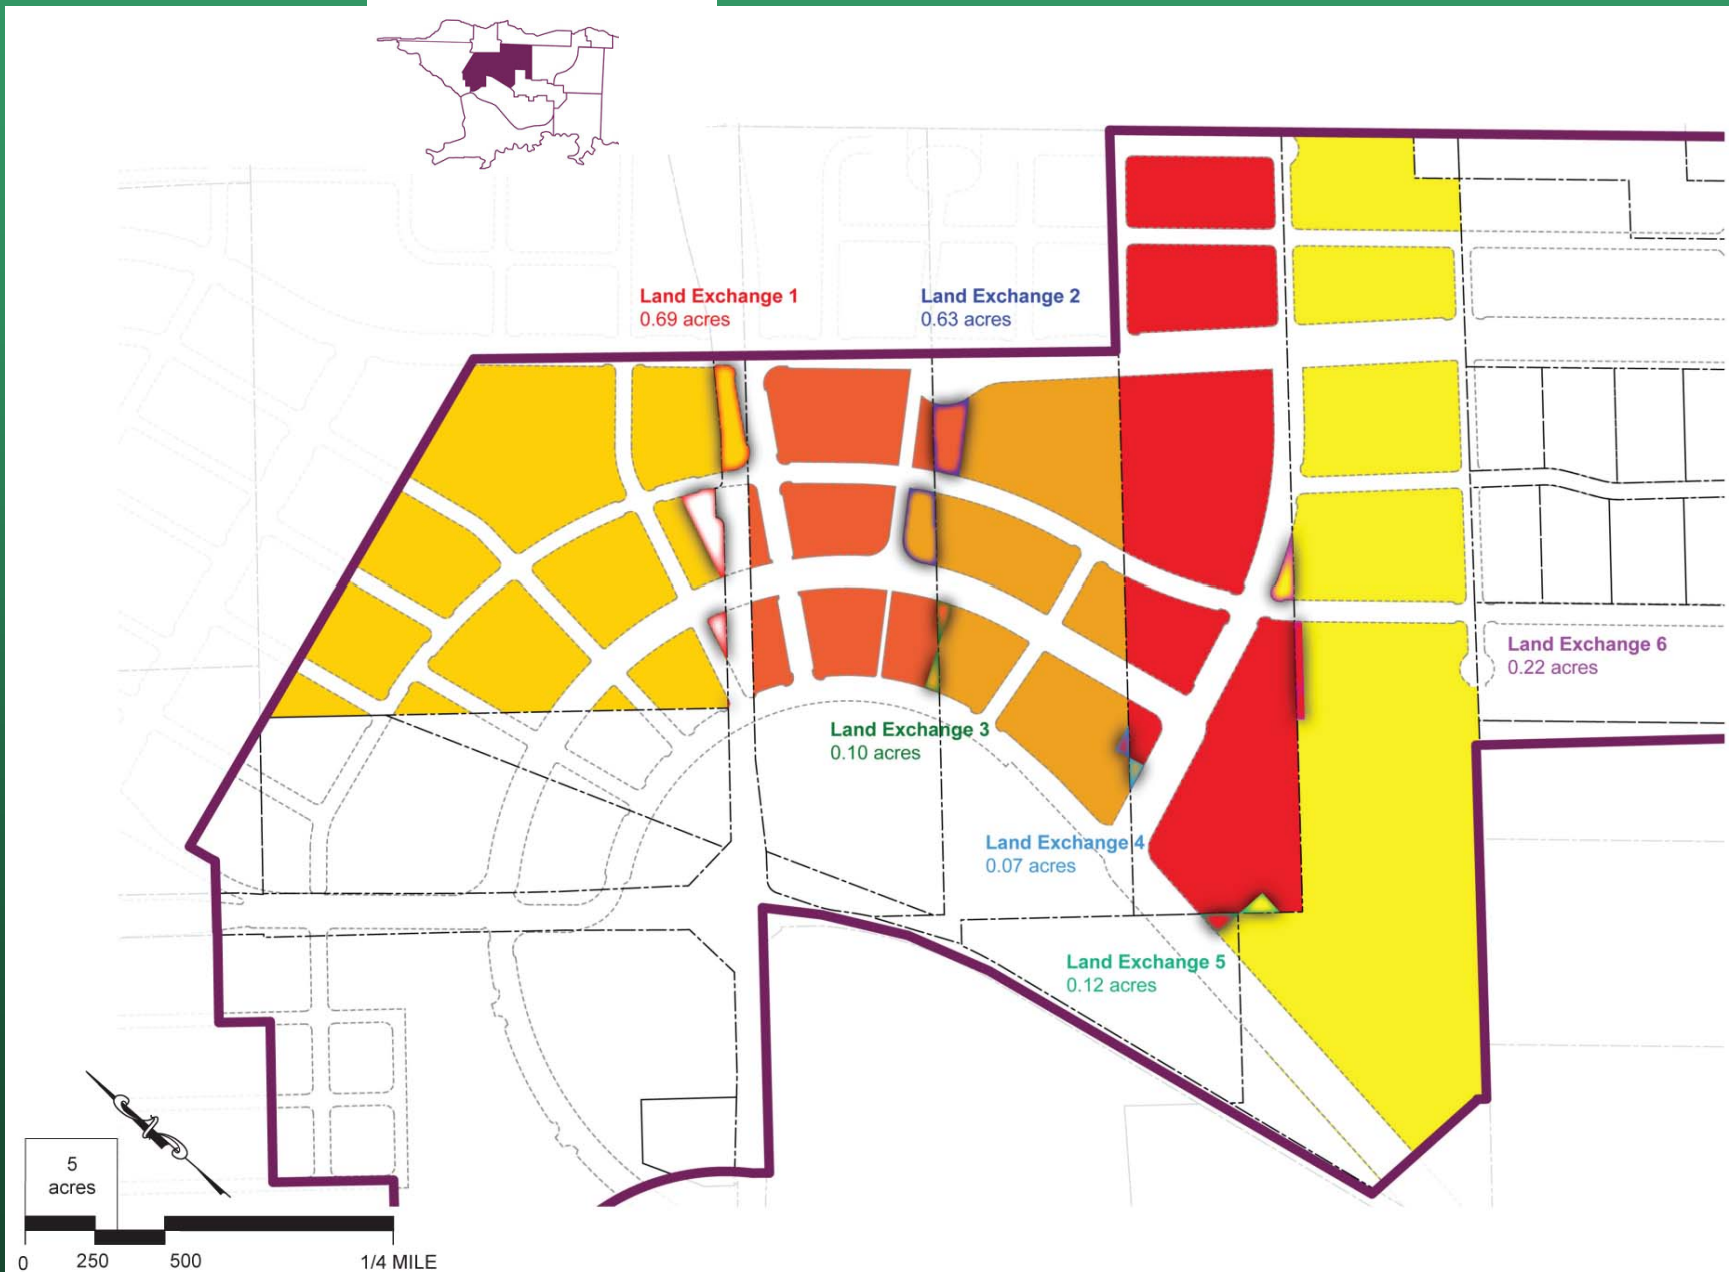 Land Exchange 1
0.69 acres
Land Exchange 2
0.63 acres
Land Exchange 6
0.22 acres
Land Exchange 3
0.10 acres
Land Exchange 4
0.07 acres
Land Exchange 5
0.12 acres
5
acres
0 250 500 1/4 MILE